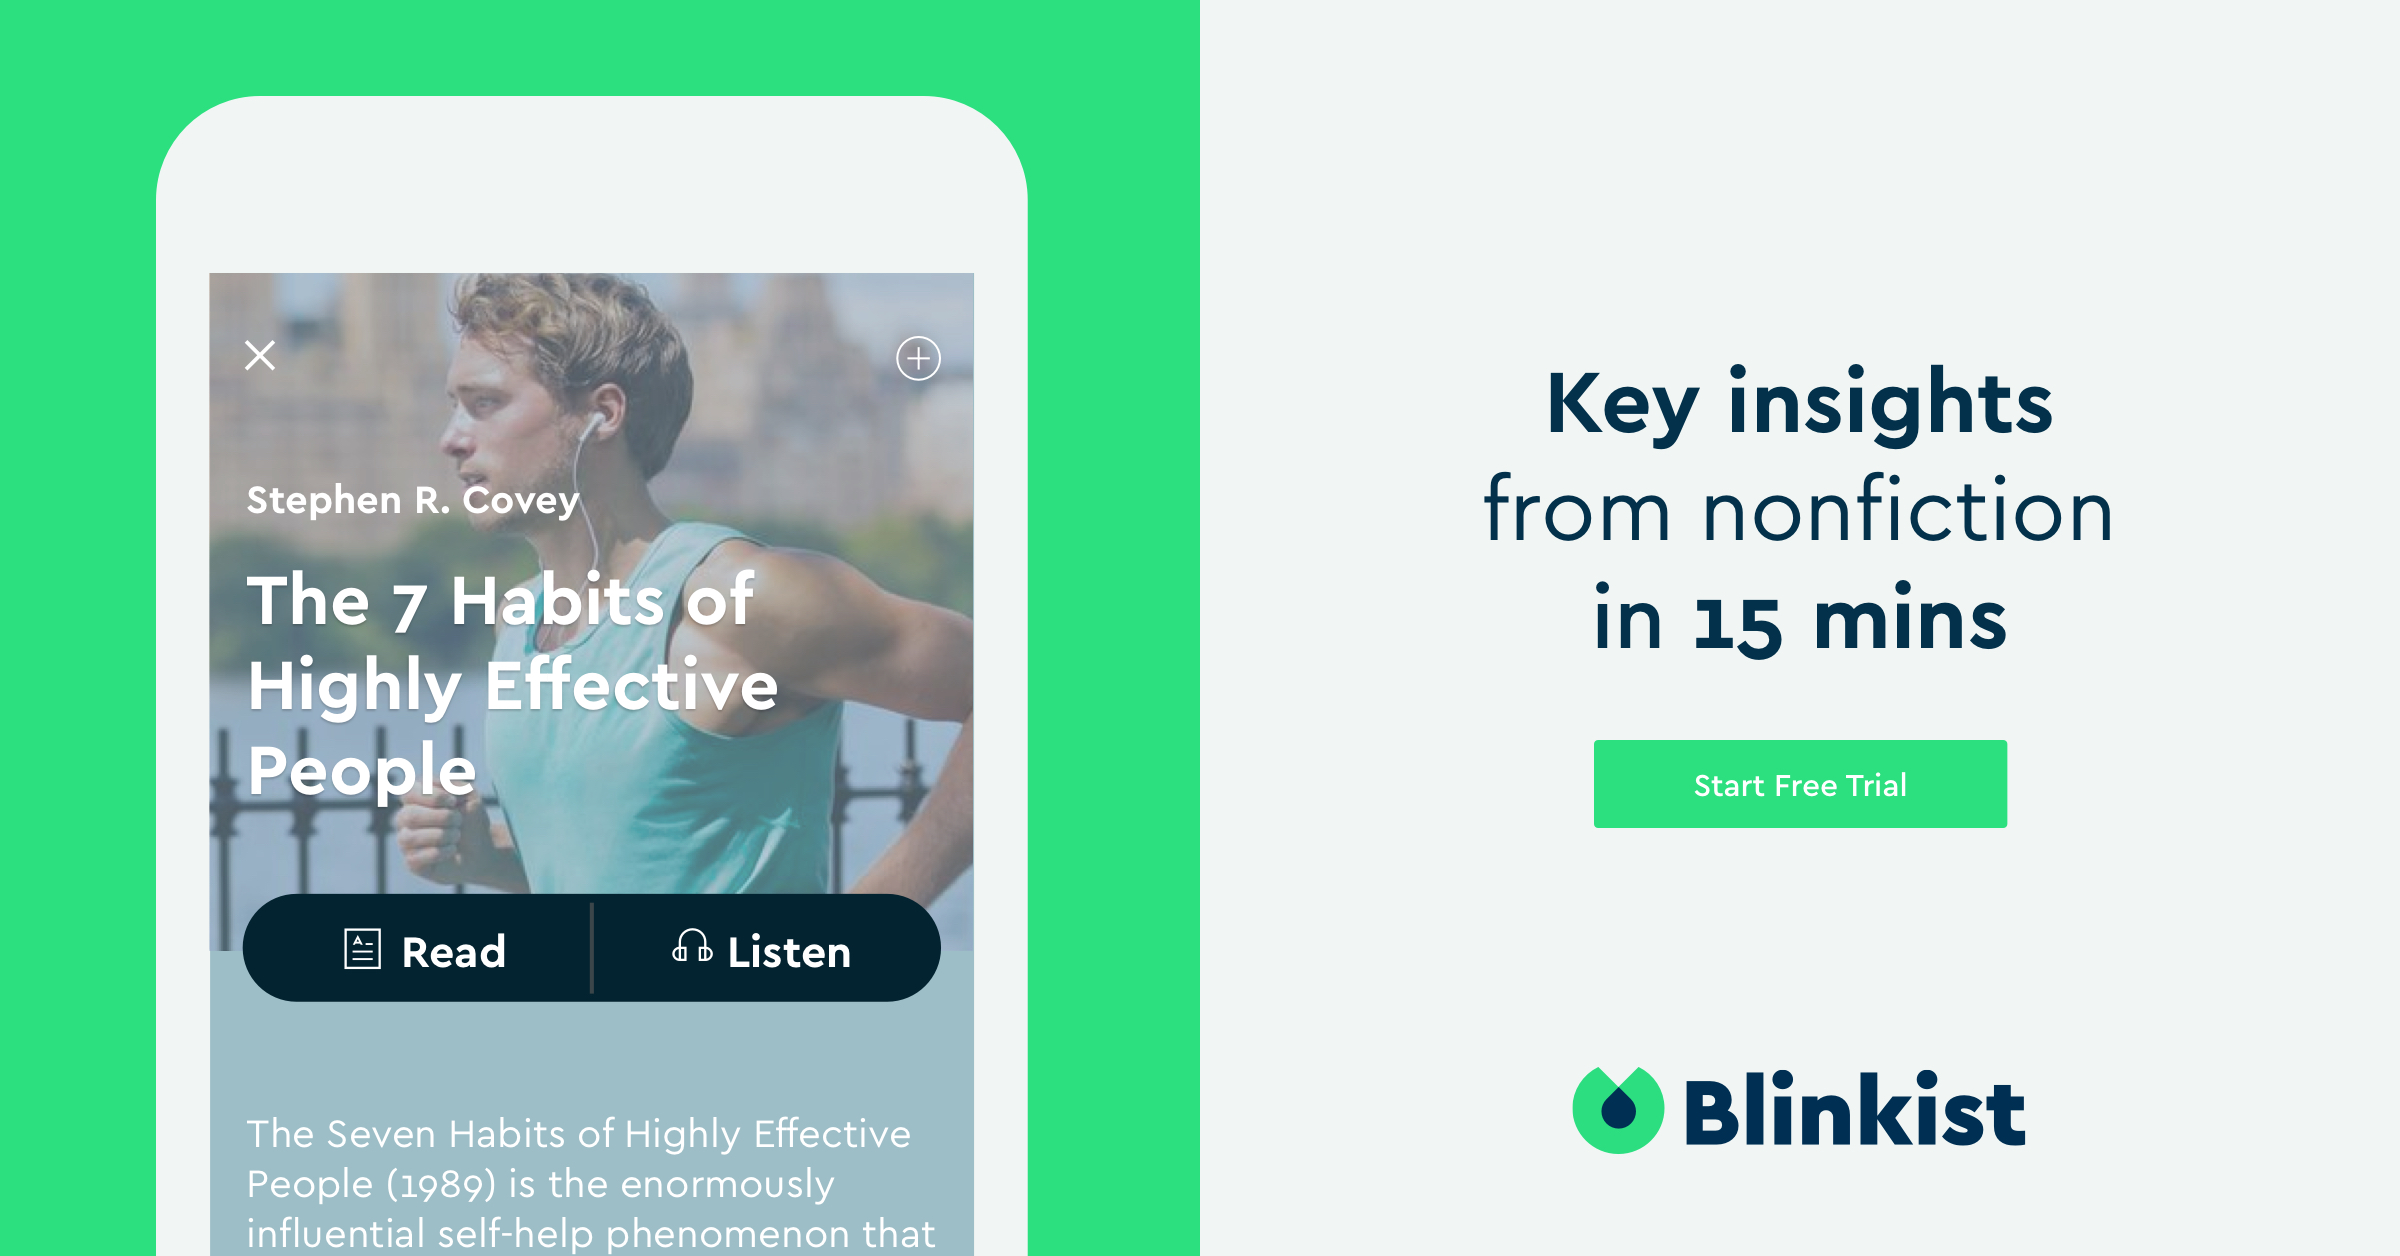 Stephen R. Covey
The 7 Habits of
Highly Effective
People
Read
Listen
The Seven Habits of Highly Effective
People (1989) is the enormously
influential self-help phenomenon that
Key insights
from nonfiction
in 15 mins
Start Free Trial
Blinkist